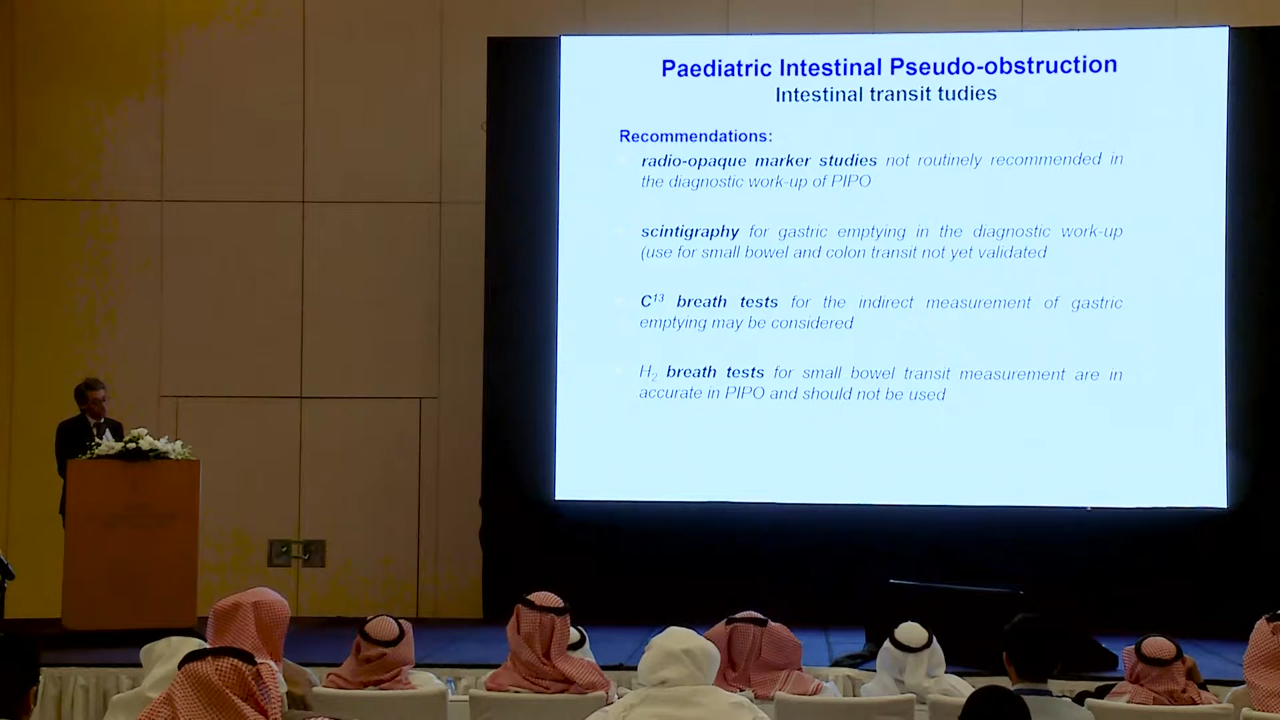 Paediatric Intestinal Pseudo-obstruction
Intestinal transit tudies
Recommendations:
radio-opaque marker studies not routinely recommended in
the diagnostic work-up of PIPO
scintigraphy for gastric emptying in the diagnostic work-up
(use for small bowel and colon transit not yet validated
C¹³ breath tests for the indirect measurement of gastric
emptying may be considered
H₂ breath tests for small bowel transit measurement are in
accurate in PIPO and should not be used